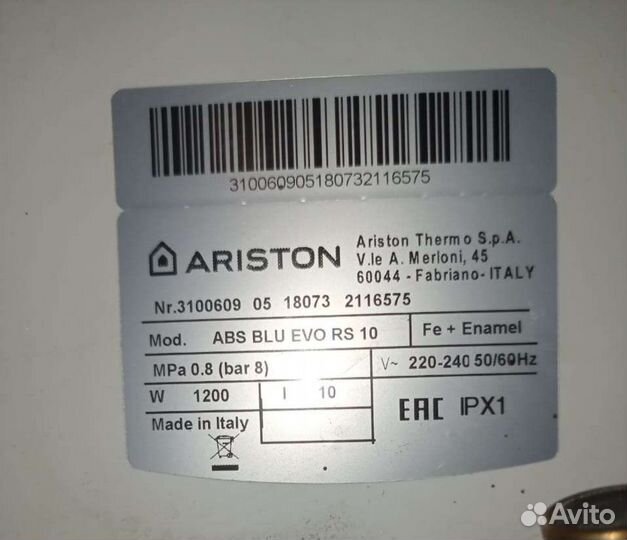 310060905180732116575
ARISTON
Ariston Thermo S.p.A.
V.le A. Merloni, 45
60044 - Fabriano- ITALY
Nr.3100609 05 18073 2116575
Mod. ABS BLU EVO RS 10 Fe + Enamel
MPa 0.8 (bar 8) V~ 220-240 50/60Hz
W 1200 l 10
Made in Italy
EAC IPX1
Avito